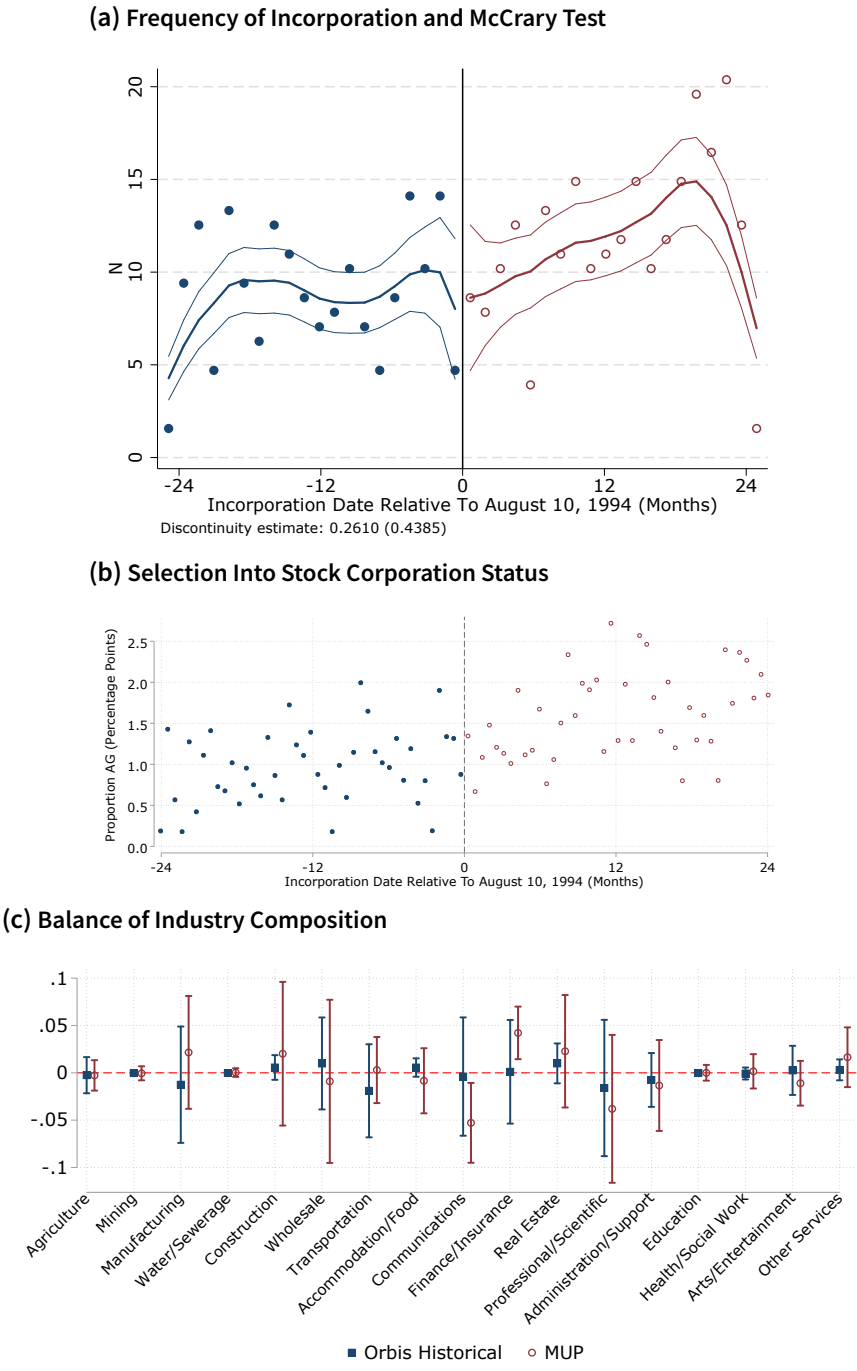 (a) Frequency of Incorporation and McCrary Test
20
15
10
5
0
N
-24 -12 0 12 24
Incorporation Date Relative To August 10, 1994 (Months)
Discontinuity estimate: 0.2610 (0.4385)
(b) Selection Into Stock Corporation Status
Proportion AG (Percentage Points)
2.5
2.0
1.5
1.0
0.5
0.0
-24 -12 0 12 24
Incorporation Date Relative To August 10, 1994 (Months)
(c) Balance of Industry Composition
.1
.05
0
-.05
-.1
Agriculture
Mining
Manufacturing
Water/Sewerage
Construction
Wholesale
Transportation
Accommodation/Food
Communications
Finance/Insurance
Real Estate
Professional/Scientific
Administration/Support
Education
Health/Social Work
Arts/Entertainment
Other Services
Orbis Historical MUP